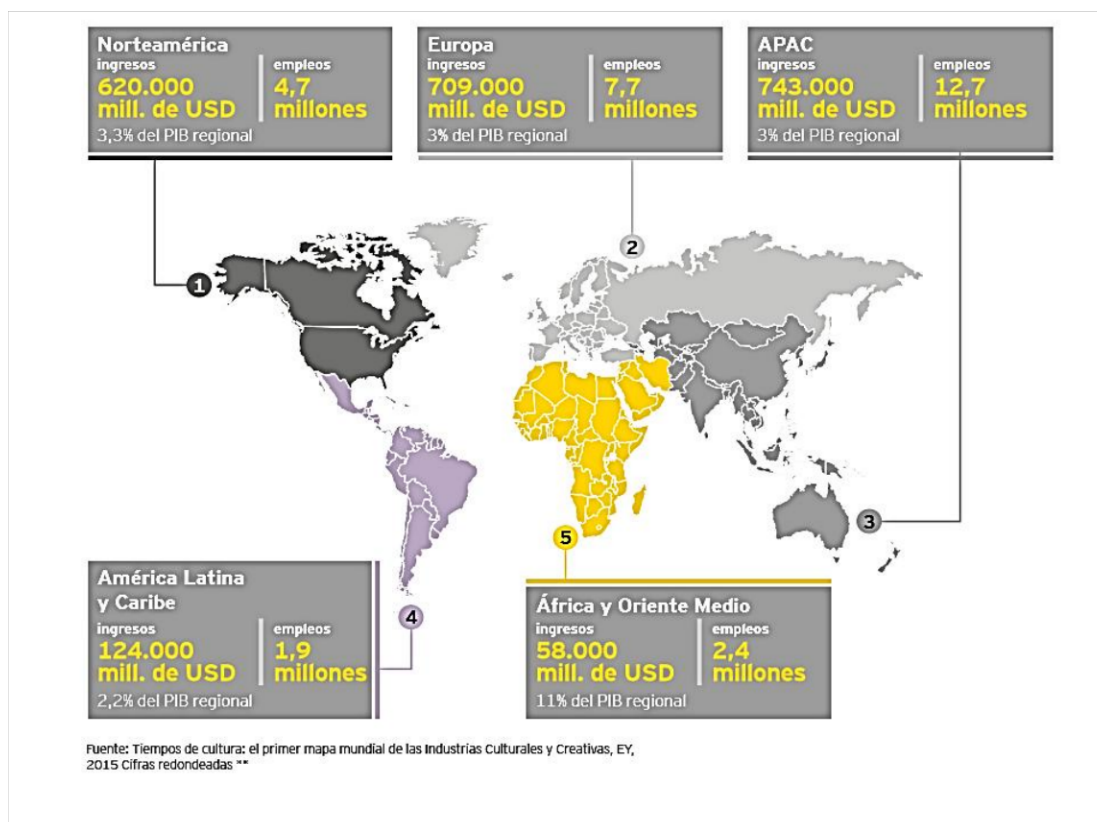 Norteamérica
ingresos
620.000
mill. de USD
empleos
4,7
millones
3,3% del PIB regional
Europa
ingresos
709.000
mill. de USD
empleos
7,7
millones
3% del PIB regional
APAC
ingresos
743.000
mill. de USD
empleos
12,7
millones
3% del PIB regional
1
2
3
4
5
América Latina
y Caribe
ingresos
124.000
mill. de USD
empleos
1,9
millones
2,2% del PIB regional
África y Oriente Medio
ingresos
58.000
mill. de USD
empleos
2,4
millones
11% del PIB regional
Fuente: Tiempos de cultura: el primer mapa mundial de las Industrias Culturales y Creativas, EY,
2015 Cifras redondeadas **